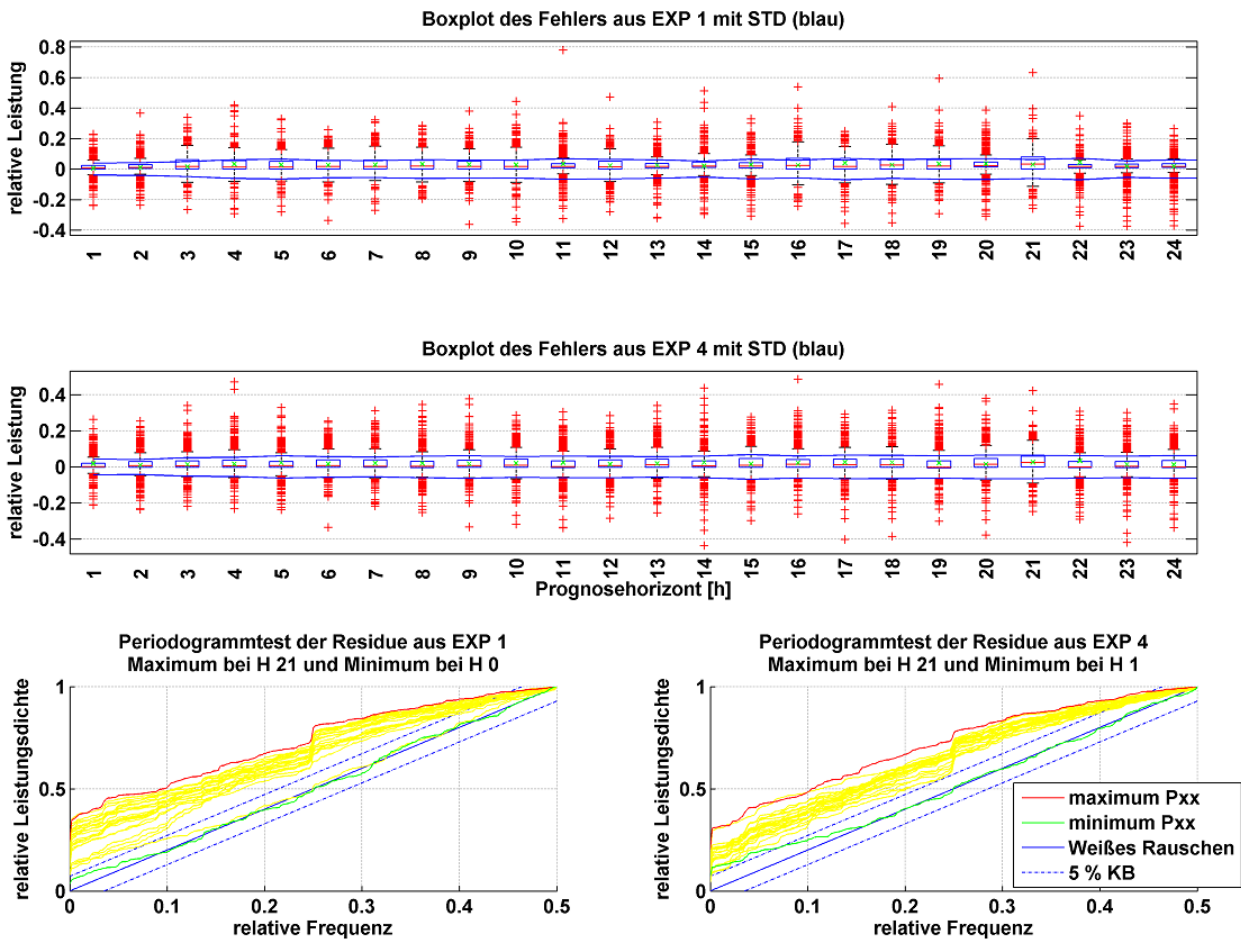 Boxplot des Fehlers aus EXP 1 mit STD (blau)
relative Leistung
0.8
0.6
0.4
0.2
0
-0.2
-0.4
1 2 3 4 5 6 7 8 9 10 11 12 13 14 15 16 17 18 19 20 21 22 23 24
Boxplot des Fehlers aus EXP 4 mit STD (blau)
relative Leistung
0.4
0.2
0
-0.2
-0.4
1 2 3 4 5 6 7 8 9 10 11 12 13 14 15 16 17 18 19 20 21 22 23 24
Prognosehorizont [h]
Periodogrammtest der Residue aus EXP 1
Maximum bei H 21 und Minimum bei H 0
relative Leistungsdichte
1
0.5
0
0 0.1 0.2 0.3 0.4 0.5
relative Frequenz
Periodogrammtest der Residue aus EXP 4
Maximum bei H 21 und Minimum bei H 1
relative Leistungsdichte
1
0.5
0
0 0.1 0.2 0.3 0.4 0.5
relative Frequenz
maximum Pxx
minimum Pxx
Weißes Rauschen
5 % KB